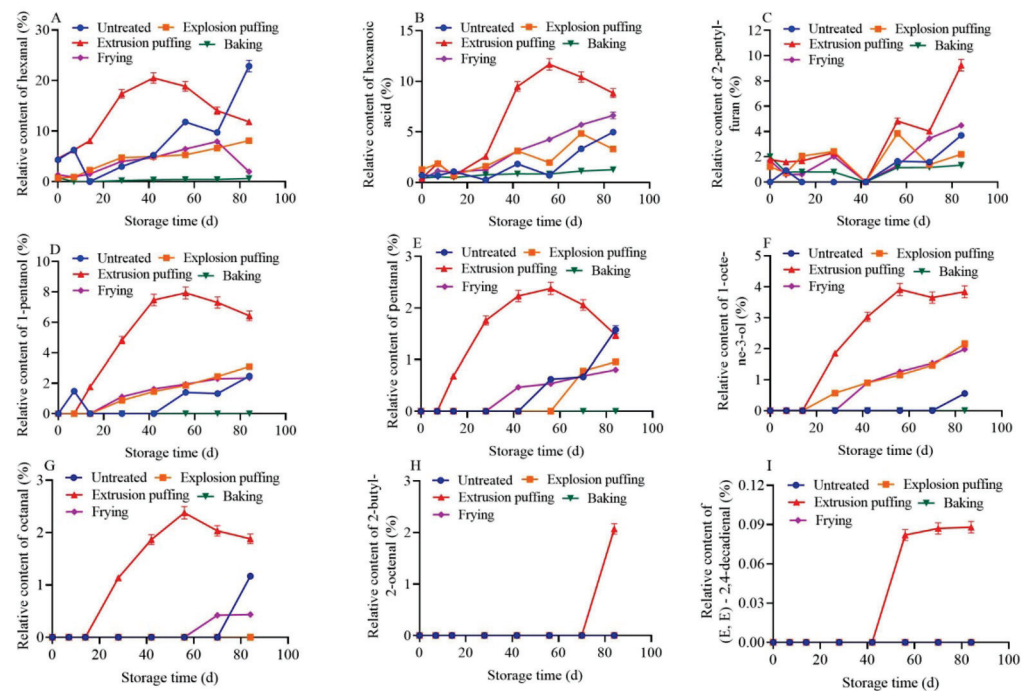 A
Relative content of hexanal (%)
Untreated Explosion puffing
Extrusion puffing Baking
Frying
30
20
10
0
0 20 40 60 80 100
Storage time (d)
B
Relative content of hexanoic
acid (%)
Untreated Explosion puffing
Extrusion puffing Baking
Frying
15
10
5
0
0 20 40 60 80 100
Storage time (d)
C
Relative content of 2-pentyl-
furan (%)
Untreated Explosion puffing
Extrusion puffing Baking
Frying
12
10
8
6
4
2
0
0 20 40 60 80 100
Storage time (d)
D
Relative content of 1-pentanol (%)
Untreated Explosion puffing
Extrusion puffing Baking
Frying
10
8
6
4
2
0
0 20 40 60 80 100
Storage time (d)
E
Relative content of pentanal (%)
Untreated Explosion puffing
Extrusion puffing Baking
Frying
3
2
1
0
0 20 40 60 80 100
Storage time (d)
F
Relative content of 1-octe-
ne-3-ol (%)
Untreated Explosion puffing
Extrusion puffing Baking
Frying
5
4
3
2
1
0
0 20 40 60 80 100
Storage time (d)
G
Relative content of octanal (%)
Untreated Explosion puffing
Extrusion puffing Baking
Frying
3
2
1
0
0 20 40 60 80 100
Storage time (d)
H
Relative content of 2-butyl-
2-octenal (%)
Untreated Explosion puffing
Extrusion puffing Baking
Frying
3
2
1
0
0 20 40 60 80 100
Storage time (d)
I
Relative content of
(E, E) - 2,4-decadienal (%)
Untreated Explosion puffing
Extrusion puffing Baking
Frying
0.12
0.09
0.06
0.03
0.00
0 20 40 60 80 100
Storage time (d)